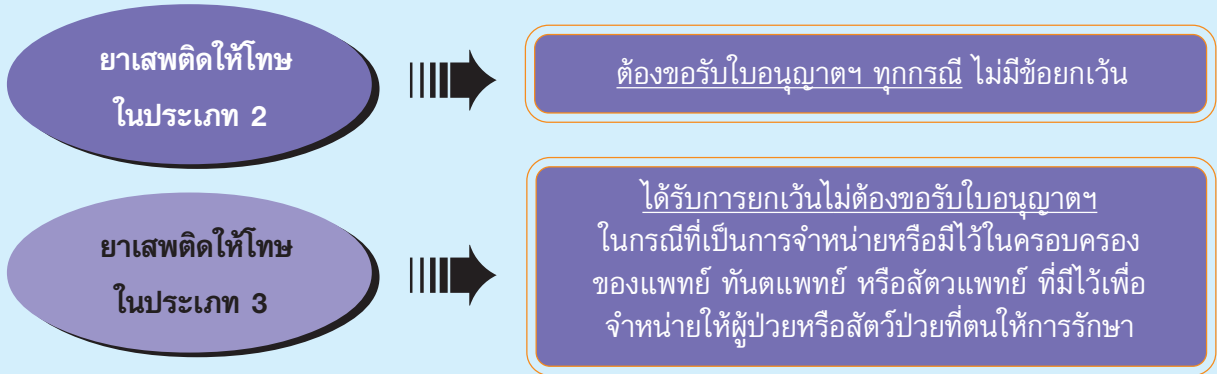 ยาเสพติดให้โทษ
ในประเภท 2
ต้องขอรับใบอนุญาตฯ ทุกกรณี ไม่มีข้อยกเว้น
ยาเสพติดให้โทษ
ในประเภท 3
ได้รับการยกเว้นไม่ต้องขอรับใบอนุญาตฯ
ในกรณีที่เป็นการจำหน่ายหรือมีไว้ในครอบครอง
ของแพทย์ ทันตแพทย์ หรือสัตวแพทย์ ที่มีไว้เพื่อ
จำหน่ายให้ผู้ป่วยหรือสัตว์ป่วยที่ตนให้การรักษา